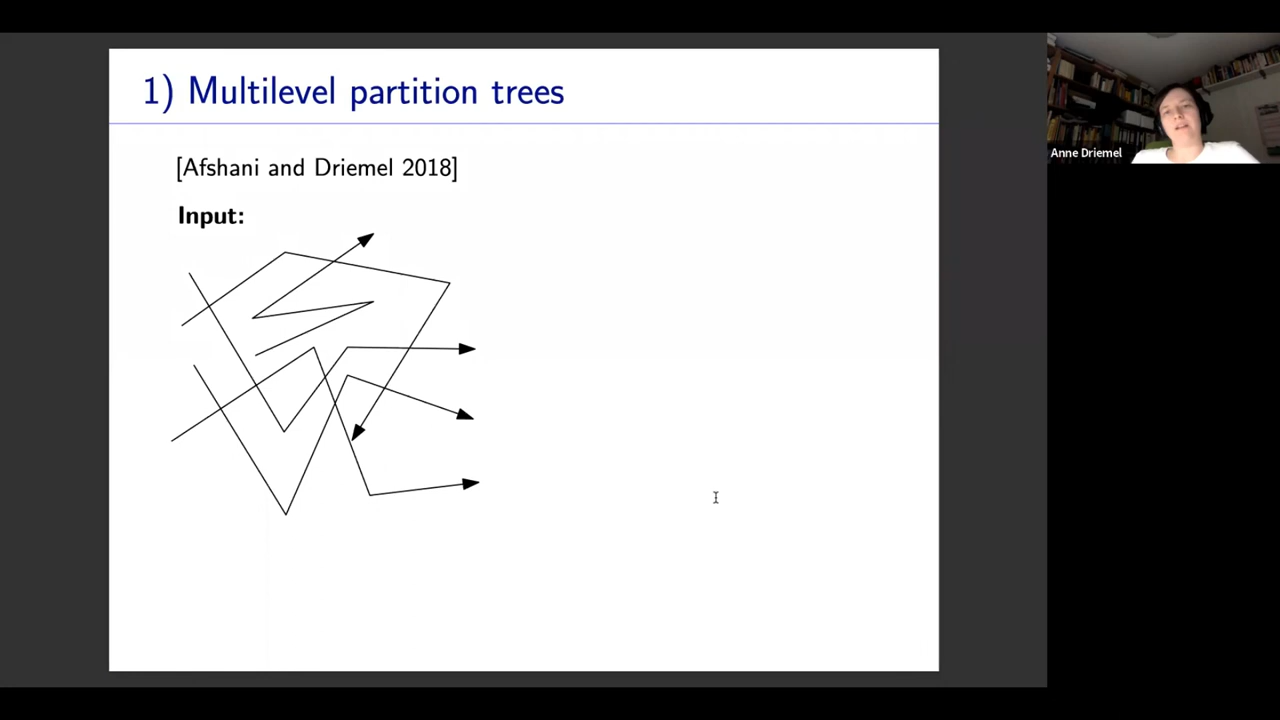 1) Multilevel partition trees
[Afshani and Driemel 2018]
Input:
Anne Driemel